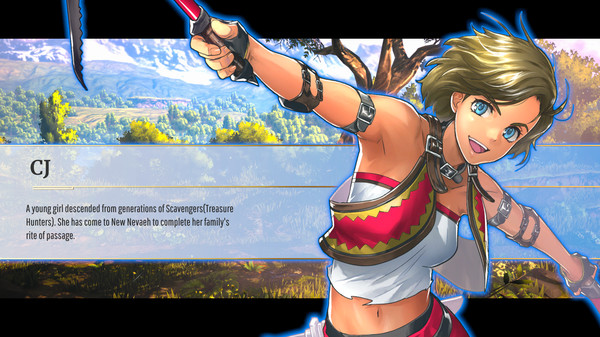 CJ
A young girl descended from generations of Scavengers(Treasure
Hunters). She has come to New Nevaeh to complete her family's
rite of passage.